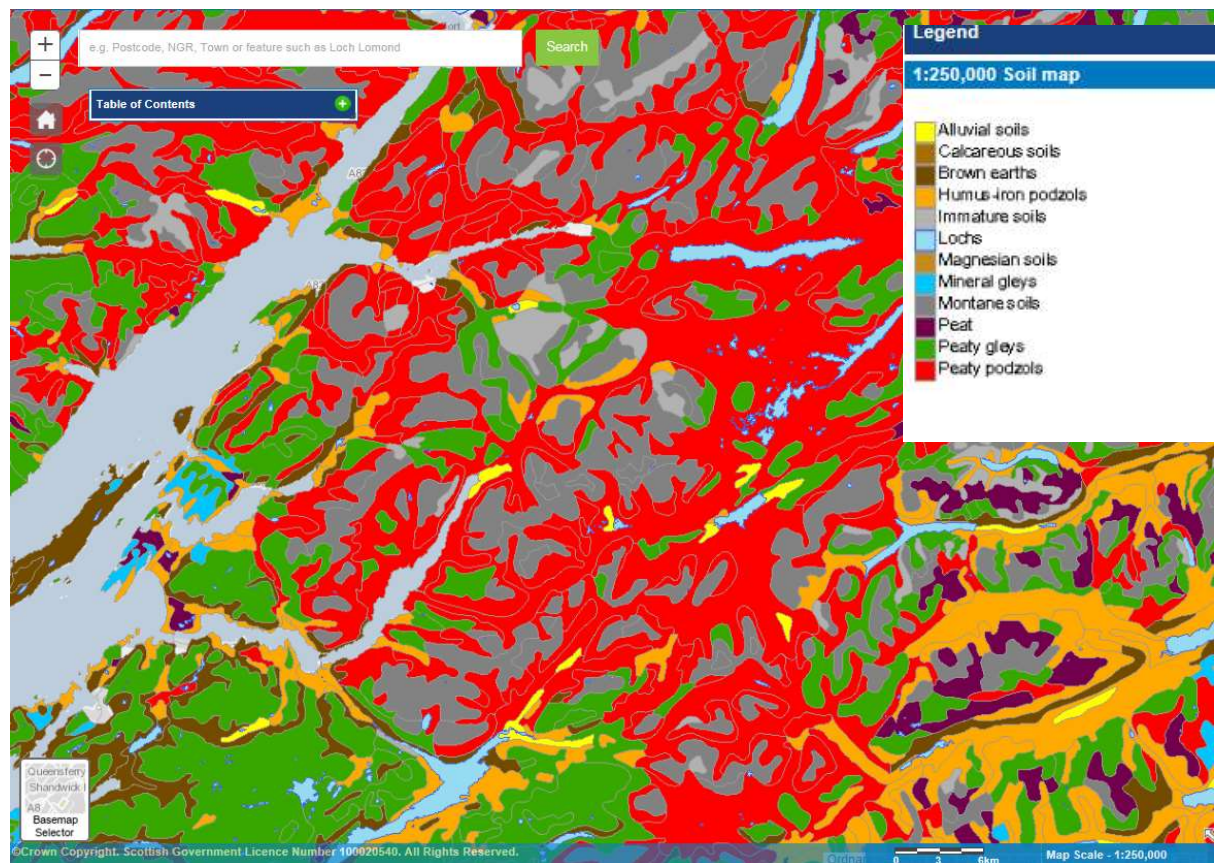 ort
+
e.g. Postcode, NGR, Town or feature such as Loch Lomond
Search
−
Table of Contents
A82
Legend
1:250,000 Soil map
Alluvial soils
Calcareous soils
Brown earths
Humus-iron podzols
Immature soils
Lochs
Magnesian soils
Mineral gleys
Montane soils
Peat
Peaty gleys
Peaty podzols
Queensferry
Shandwick
A8
Basemap
Selector
©Crown Copyright. Scottish Government Licence Number 100020540. All Rights Reserved.
Ordna
0 3 6km
Map Scale - 1:250,000